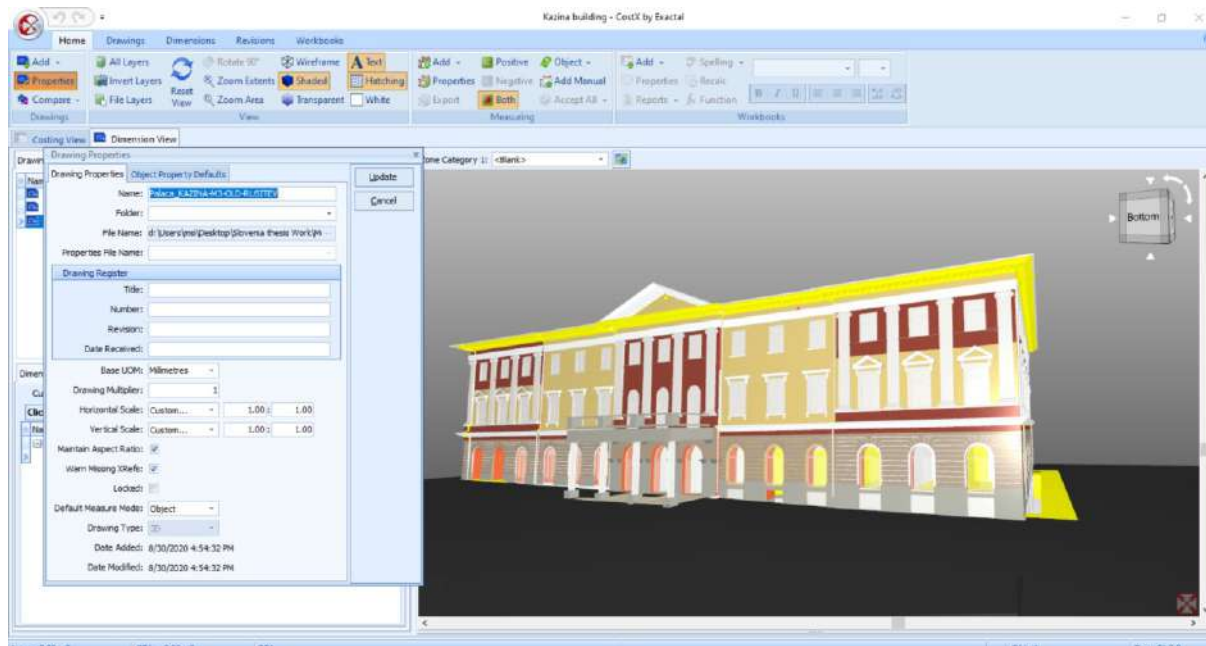 Kazina building - CostX by Exactal
Home Drawings Dimensions Revisions Workbooks
Add All Layers Rotate 90° Wireframe Text Add Positive Object Add Spelling
Properties Invert Layers Reset View Zoom Extents Shaded Hatching Properties Negative Add Manual Properties Recalc
Compare File Layers Zoom Area Transparent White Export Both Accept All Reports Function B I U
Drawings View Measuring Workbooks
Costing View Dimension View
Drawing Properties
Zone Category 1: <Blank>
Drawing Properties Object Property Defaults
Update
Cancel
Name:
Folder:
File Name: d:\Users\msi\Desktop\Slovenia thesis Work\M
Properties File Name:
Drawing Register
Title:
Number:
Revision:
Date Received:
Base UOM: Millimetres
Drawing Multiplier: 1
Horizontal Scale: Custom... 1.00 : 1.00
Vertical Scale: Custom... 1.00 : 1.00
Maintain Aspect Ratio:
Warn Missing XRefs:
Locked:
Default Measure Mode: Object
Drawing Type: 3D
Date Added: 8/30/2020 4:54:32 PM
Date Modified: 8/30/2020 4:54:32 PM
Bottom